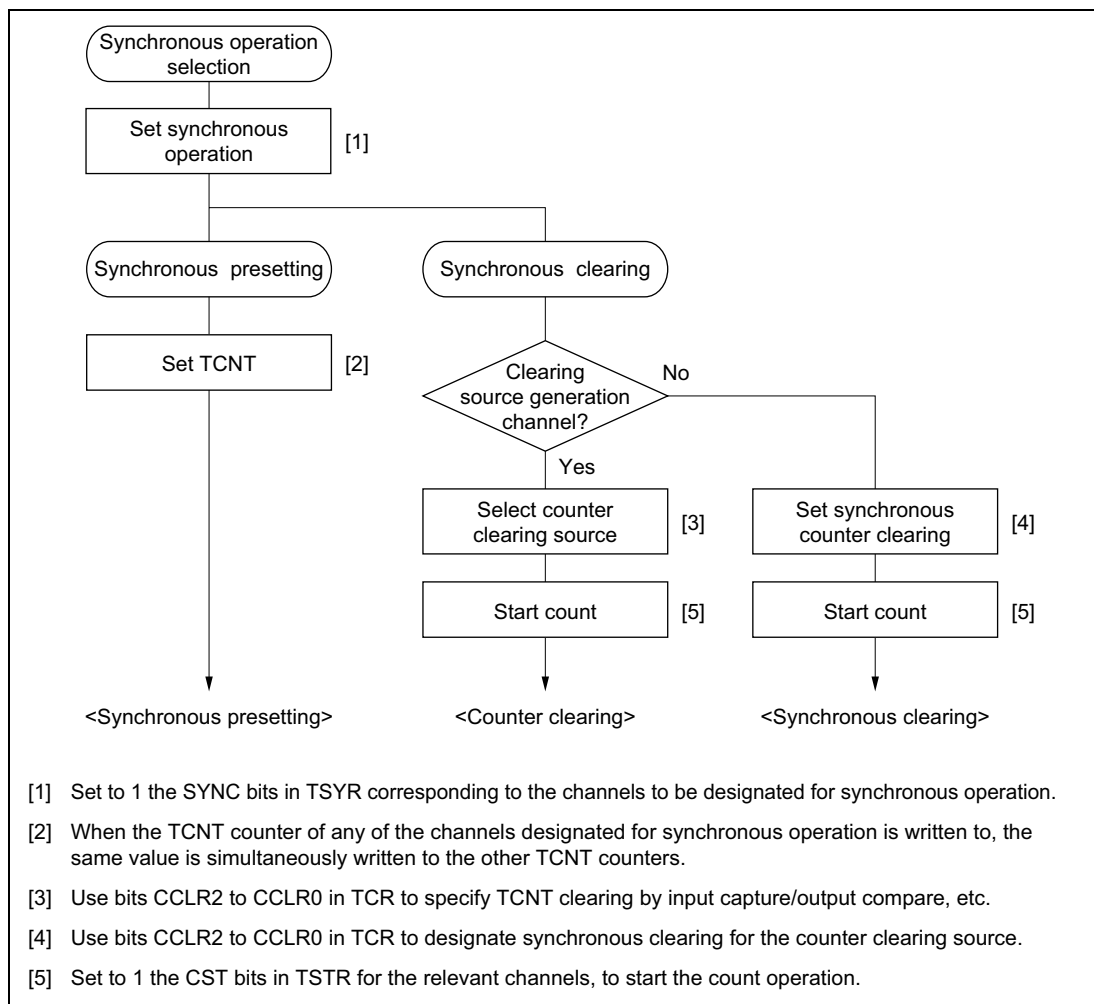 Synchronous operation
selection
Set synchronous
operation
[1]
Synchronous presetting
Synchronous clearing
Set TCNT
[2]
Clearing
source generation
channel?
No
Yes
Select counter
clearing source
[3]
Set synchronous
counter clearing
[4]
Start count
[5]
Start count
[5]
<Synchronous presetting>
<Counter clearing>
<Synchronous clearing>
[1] Set to 1 the SYNC bits in TSYR corresponding to the channels to be designated for synchronous operation.
[2] When the TCNT counter of any of the channels designated for synchronous operation is written to, the
same value is simultaneously written to the other TCNT counters.
[3] Use bits CCLR2 to CCLR0 in TCR to specify TCNT clearing by input capture/output compare, etc.
[4] Use bits CCLR2 to CCLR0 in TCR to designate synchronous clearing for the counter clearing source.
[5] Set to 1 the CST bits in TSTR for the relevant channels, to start the count operation.